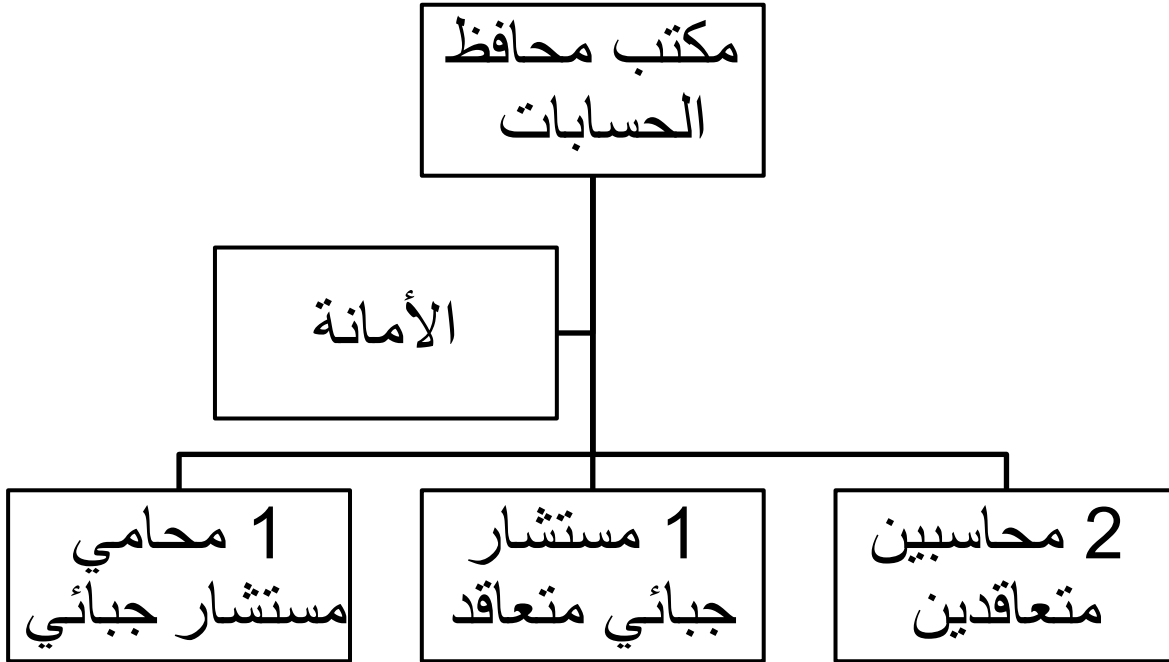 مكتب محافظ
الحسابات
الأمانة
2 محاسبين
متعاقدين
1 مستشار
جبائي متعاقد
1 محامي
مستشار جبائي